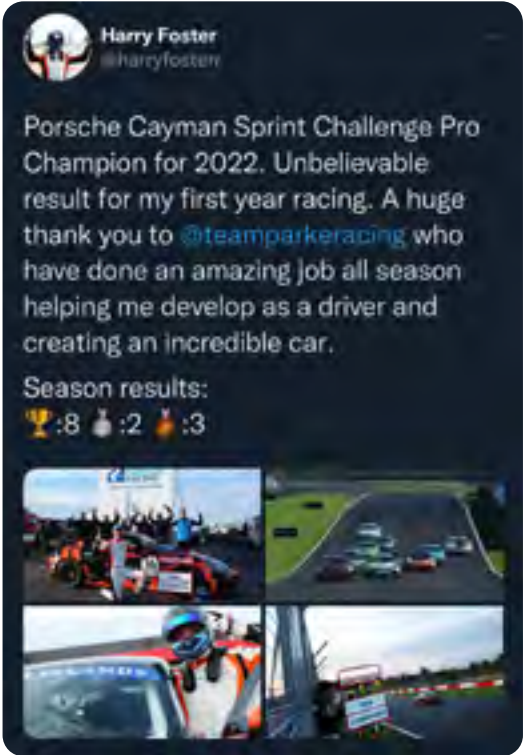 Harry Foster
@harryfosterr
Porsche Cayman Sprint Challenge Pro
Champion for 2022. Unbelievable
result for my first year racing. A huge
thank you to @teamparkeracing who
have done an amazing job all season
helping me develop as a driver and
creating an incredible car.
Season results:
🏆:8 🥈:2 🥉:3